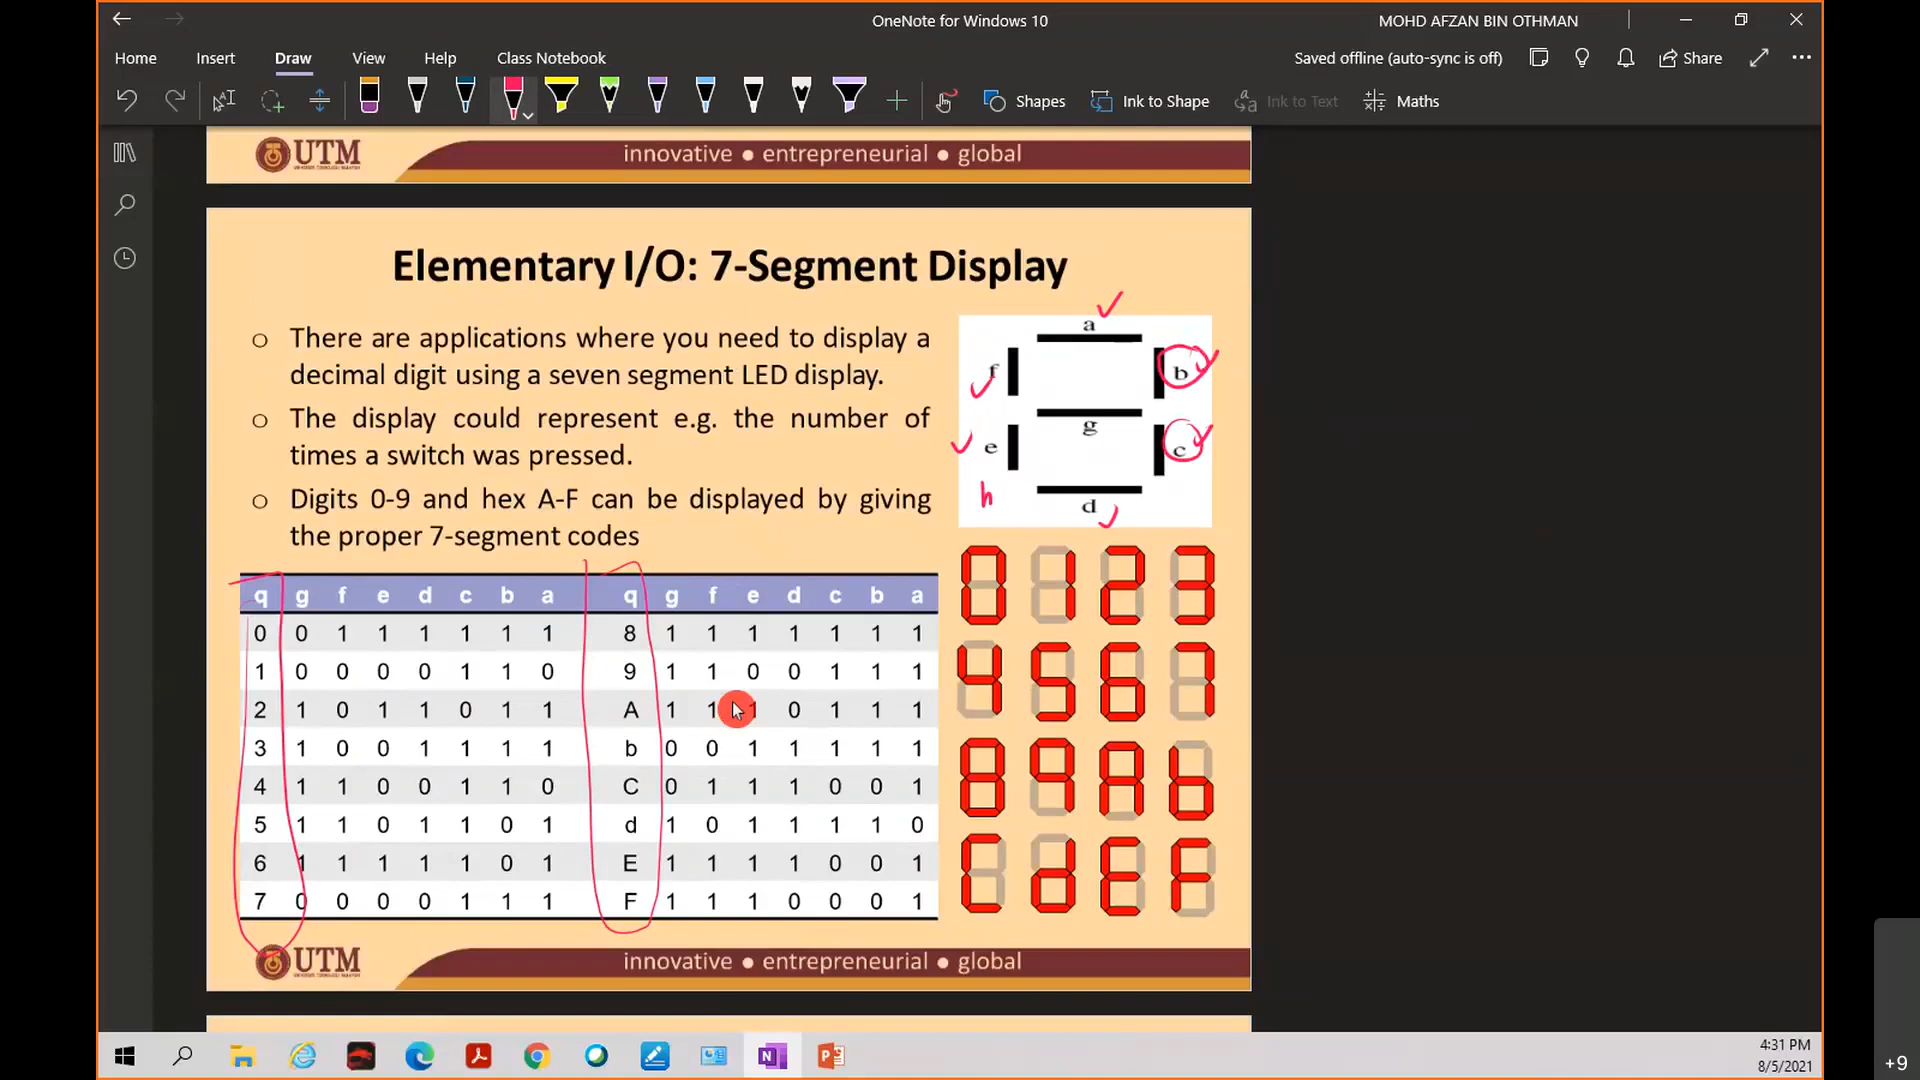 OneNote for Windows 10
MOHD AFZAN BIN OTHMAN
Home Insert Draw View Help Class Notebook
Saved offline (auto-sync is off) Share
Shapes Ink to Shape Ink to Text Maths
UTM innovative ● entrepreneurial ● global
Elementary I/O: 7-Segment Display
o There are applications where you need to display a
decimal digit using a seven segment LED display.
o The display could represent e.g. the number of
times a switch was pressed.
o Digits 0-9 and hex A-F can be displayed by giving
the proper 7-segment codes
a
f b
g
e c
h
d
q g f e d c b a q g f e d c b a
0 0 1 1 1 1 1 1 8 1 1 1 1 1 1 1
1 0 0 0 0 1 1 0 9 1 1 0 0 1 1 1
2 1 0 1 1 0 1 1 A 1 1 1 0 1 1 1
3 1 0 0 1 1 1 1 b 0 0 1 1 1 1 1
4 1 1 0 0 1 1 0 C 0 1 1 1 0 0 1
5 1 1 0 1 1 0 1 d 1 0 1 1 1 1 0
6 1 1 1 1 1 0 1 E 1 1 1 1 0 0 1
7 0 0 0 0 1 1 1 F 1 1 1 0 0 0 1
0 1 2 3
4 5 6 7
8 9 A b
C d E F
UTM innovative ● entrepreneurial ● global
4:31 PM
8/5/2021
+9